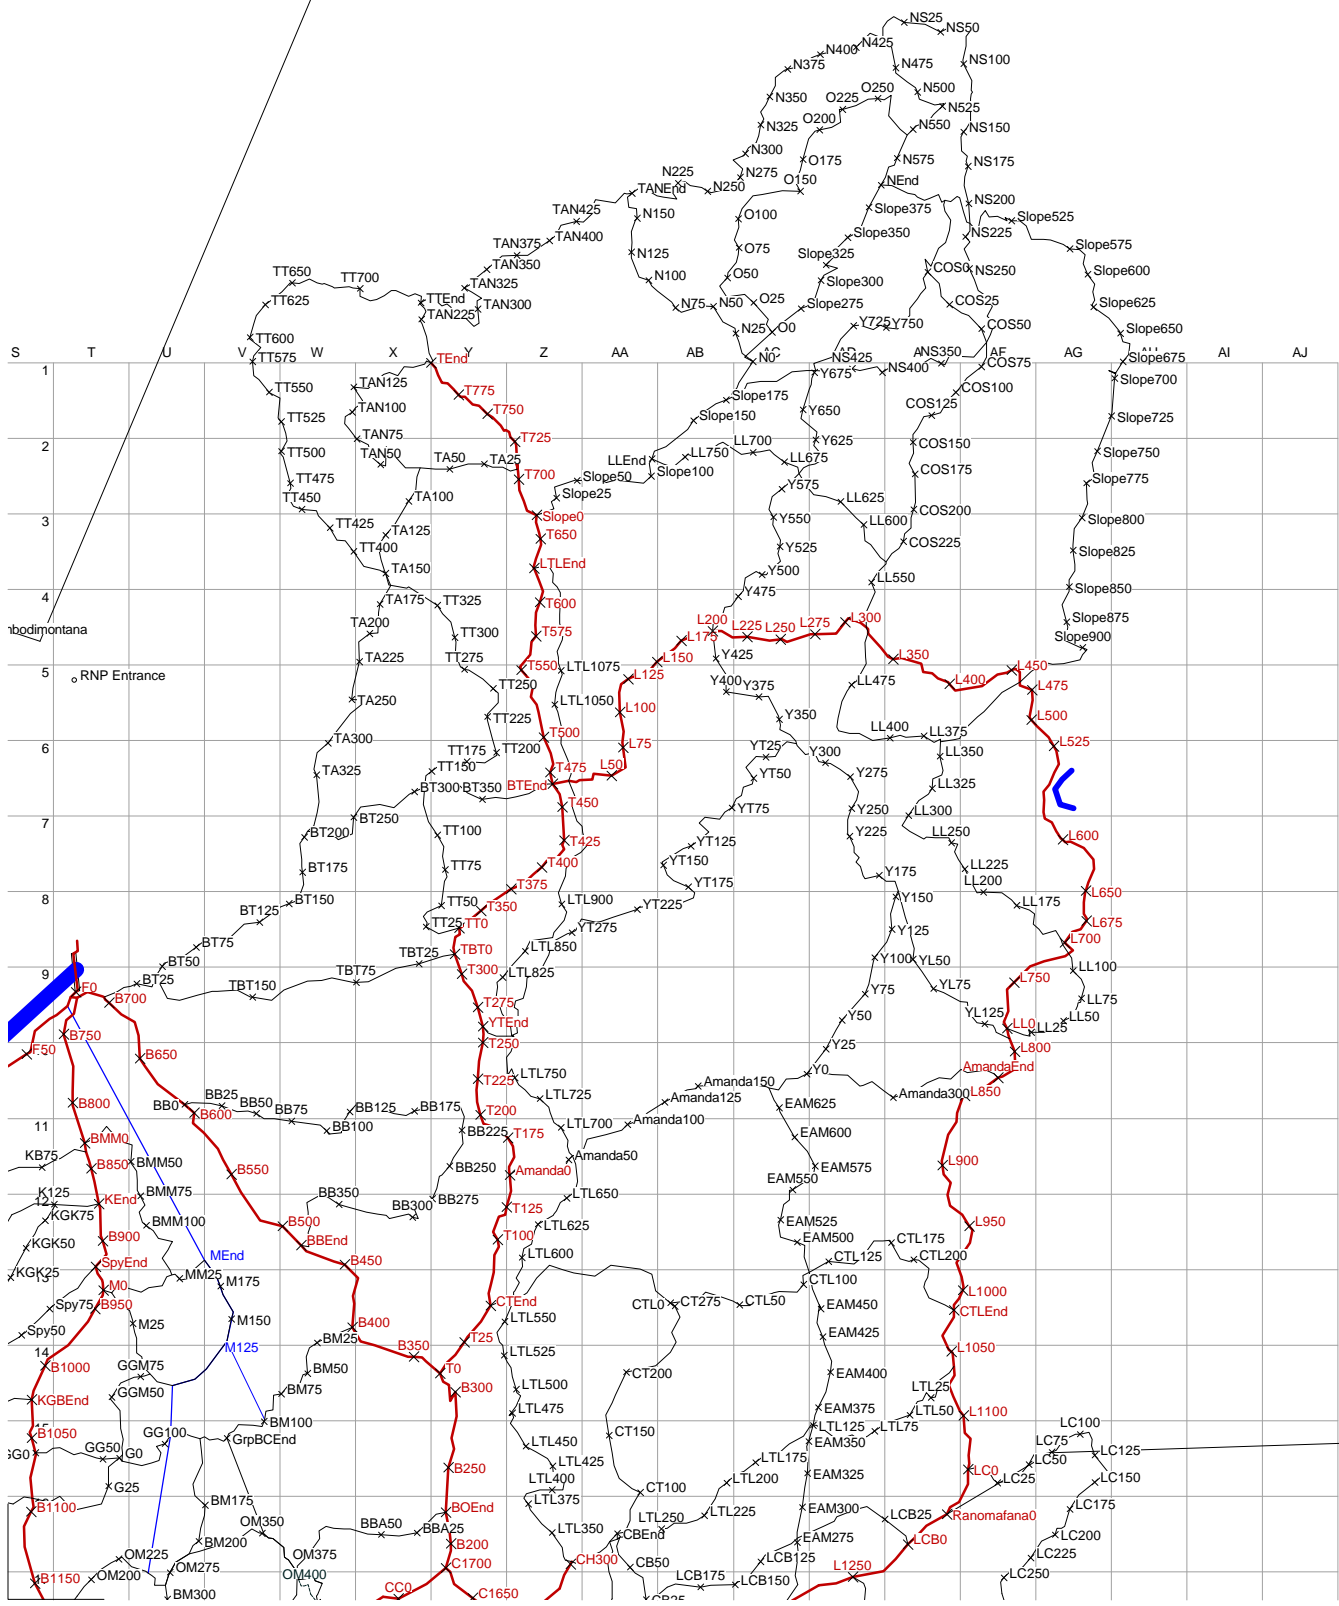 NS25
NS50
N425
N400
NS100
N375
N475
O250
N500
N350
O225
N525
O200
N325
N550
NS150
N300
O175
N575
NS175
N225
N275
O150
NEnd
TANEnd
N250
NS200
TAN425
N150
O100
Slope375
Slope525
TAN375
TAN400
N125
O75
Slope350
NS225
Slope575
Slope325
TT650
TT700
TAN350
N100
O50
COS0
NS250
Slope600
TAN325
Slope300
TT625
TTEnd
TAN300
N75
N50
O25
Slope275
COS25
Slope625
TAN225
Y725
Y750
COS50
TT600
N25
O0
Slope650
S T U V W X Y Z AA AB AC AD AE AF AG AH AI AJ
TT575
TEnd
N0
NS425
NS350
COS75
Slope675
1
TAN125
Y675
NS400
Slope700
TT550
T775
Slope175
COS100
TAN100
T750
Slope150
Y650
COS125
Slope725
TT525
2
TAN75
T725
LL700
Y625
COS150
TT500
TAN50
TA50
TA25
LLEnd
LL750
LL675
Slope750
TT475
T700
Slope50
Slope100
COS175
Slope775
TT450
TA100
Slope25
Y575
LL625
3
TT425
Slope0
Y550
LL600
COS200
Slope800
TA125
T650
TT400
Y525
COS225
Slope825
TA150
LTLEnd
Y500
LL550
4
TA175
TT325
T600
Y475
Slope850
nbodimontana
TA200
TT300
T575
L200
L225
L250
L275
L300
Slope875
L175
Slope900
TA225
TT275
T550
LTL1075
L150
Y425
L350
L450
5
RNP Entrance
L125
TT250
Y400
LL475
L400
L475
TA250
TT225
LTL1050
L100
Y375
Y350
L500
6
TA300
T500
L75
LL400
LL375
L525
TT175
TT200
YT25
Y300
LL350
TA325
TT150
T475
L50
YT50
Y275
BT300
BT350
BTEnd
LL325
7
BT250
T450
YT75
Y250
LL300
BT200
TT100
T425
YT125
Y225
LL250
L600
BT175
TT75
T400
YT150
Y175
LL225
8
BT150
T375
YT175
LL200
L650
BT125
TT50
T350
LTL900
YT225
Y150
LL175
TT25
TT0
YT275
Y125
L675
BT75
TBT25
TBT0
LTL850
L700
9
BT50
TBT75
T300
LTL825
Y100
YL50
LL100
BT25
F0
B700
TBT150
T275
Y75
YL75
L750
LL75
B750
YTEnd
Y50
YL125
LL0
LL25
LL50
F50
B650
T250
Y25
L800
T225
LTL750
Amanda150
Y0
AmandaEnd
BB25
B800
BB0
B600
BB50
BB75
BB125
BB175
LTL725
Amanda125
Amanda300
L850
T200
EAM625
11
BB100
BB225
LTL700
Amanda100
BMM0
T175
EAM600
KB75
B850
BMM50
B550
BB250
Amanda0
Amanda50
EAM575
L900
K125
BMM75
BB350
BB275
LTL650
EAM550
12
KEnd
BB300
T125
KGK75
BMM100
B500
LTL625
EAM525
L950
KGK50
B900
BBEnd
T100
EAM500
CTL175
MEnd
B450
LTL600
CTL125
CTL200
KGK25
SpyEnd
MM25
M175
13
M0
CTL100
L1000
Spy75
B950
CTEnd
CTL0
CT275
CTL50
EAM450
CTLEnd
Spy50
M25
M150
B400
LTL550
EAM425
14
M125
BM25
B350
T25
LTL525
L1050
B1000
GGM75
BM50
T0
CT200
EAM400
KGBEnd
GGM50
BM75
B300
LTL500
LTL25
EAM375
LTL50
L1100
15
BM100
LTL475
LTL125
LTL75
LC100
B1050
GG100
GrpBCEnd
LTL450
CT150
EAM350
LC75
GG0
GG50
G0
B250
LTL425
LTL175
LC50
LC125
G25
LTL400
CT100
LTL200
EAM325
LC0
LC25
LC150
B1100
BM175
BOEnd
LTL375
LTL225
EAM300
LCB25
Ranomafana0
LC175
OM350
BBA50
BBA25
LTL350
CBEnd
LTL250
EAM275
LC200
OM225
BM200
B200
LCB0
OM375
C1700
CH300
CB50
LCB125
L1250
LC225
B1150
OM200
OM275
OM400
LCB175
LCB150
LC250
BM300
CC0
C1650
CB25